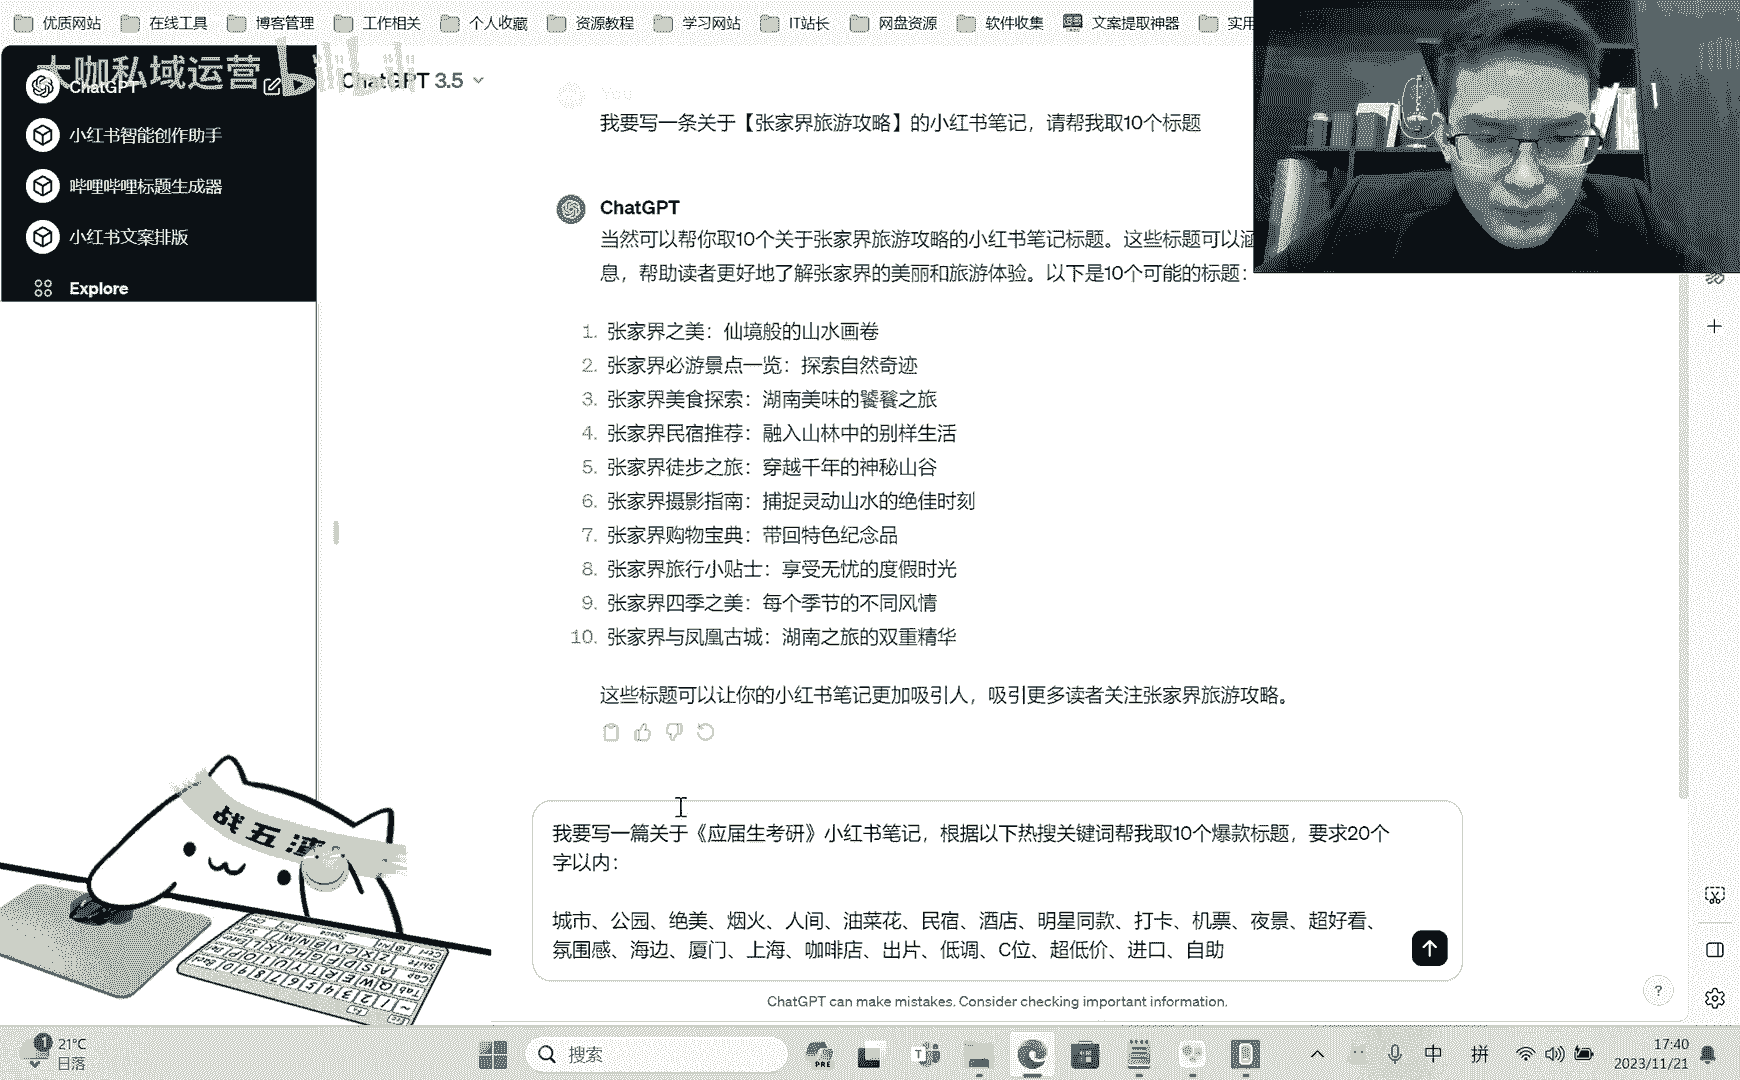 优质网站 在线工具 博客管理 工作相关 个人收藏 资源教程 学习网站 IT站长 网盘资源 软件收集 文案提取神器 实用
大咖私域运营 bilibili
ChatGPT
ChatGPT 3.5
小红书智能创作助手
哔哩哔哩标题生成器
小红书文案排版
Explore
You
我要写一条关于【张家界旅游攻略】的小红书笔记，请帮我取10个标题
ChatGPT
当然可以帮你取10个关于张家界旅游攻略的小红书笔记标题。这些标题可以涵
息，帮助读者更好地了解张家界的美丽和旅游体验。以下是10个可能的标题：
1. 张家界之美：仙境般的山水画卷
2. 张家界必游景点一览：探索自然奇迹
3. 张家界美食探索：湖南美味的饕餮之旅
4. 张家界民宿推荐：融入山林中的别样生活
5. 张家界徒步之旅：穿越千年的神秘山谷
6. 张家界摄影指南：捕捉灵动山水的绝佳时刻
7. 张家界购物宝典：带回特色纪念品
8. 张家界旅行小贴士：享受无忧的度假时光
9. 张家界四季之美：每个季节的不同风情
10. 张家界与凤凰古城：湖南之旅的双重精华
这些标题可以让你的小红书笔记更加吸引人，吸引更多读者关注张家界旅游攻略。
我要写一篇关于《应届生考研》小红书笔记，根据以下热搜关键词帮我取10个爆款标题，要求20个
字以内：
城市、公园、绝美、烟火、人间、油菜花、民宿、酒店、明星同款、打卡、机票、夜景、超好看、
氛围感、海边、厦门、上海、咖啡店、出片、低调、C位、超低价、进口、自助
ChatGPT can make mistakes. Consider checking important information.
?
战五渣
1
21°C
日落
搜索
PRE
中 拼
17:40
2023/11/21